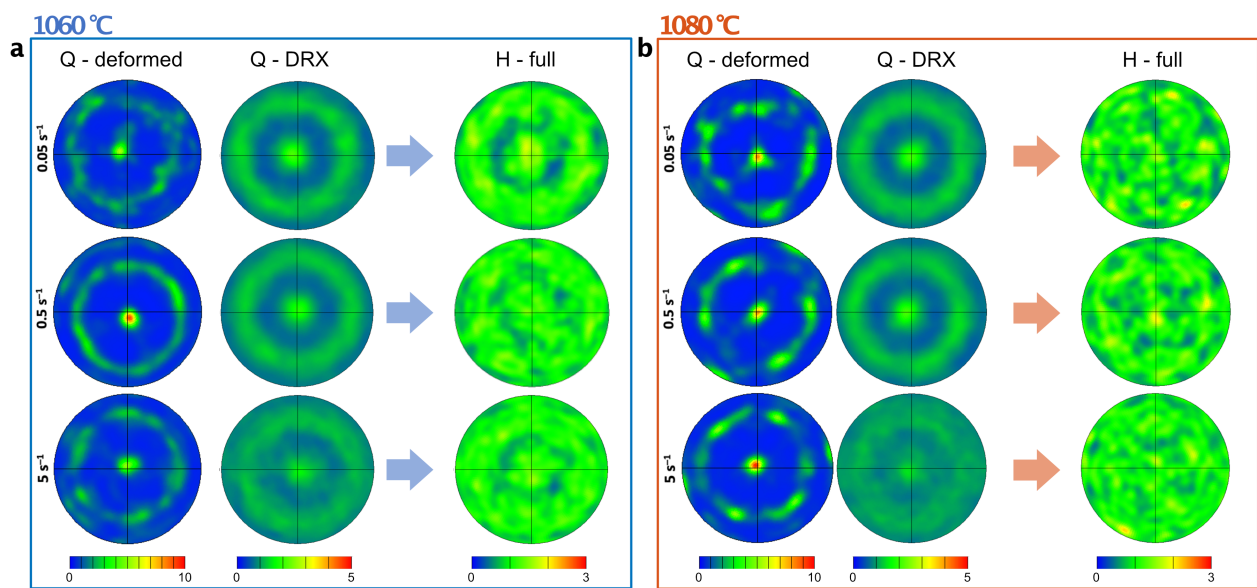 1060 °C
a
Q - deformed
Q - DRX
H - full
0.05 s⁻¹
0.5 s⁻¹
5 s⁻¹
0
10
0
5
0
3
1080 °C
b
Q - deformed
Q - DRX
H - full
0.05 s⁻¹
0.5 s⁻¹
5 s⁻¹
0
10
0
5
0
3